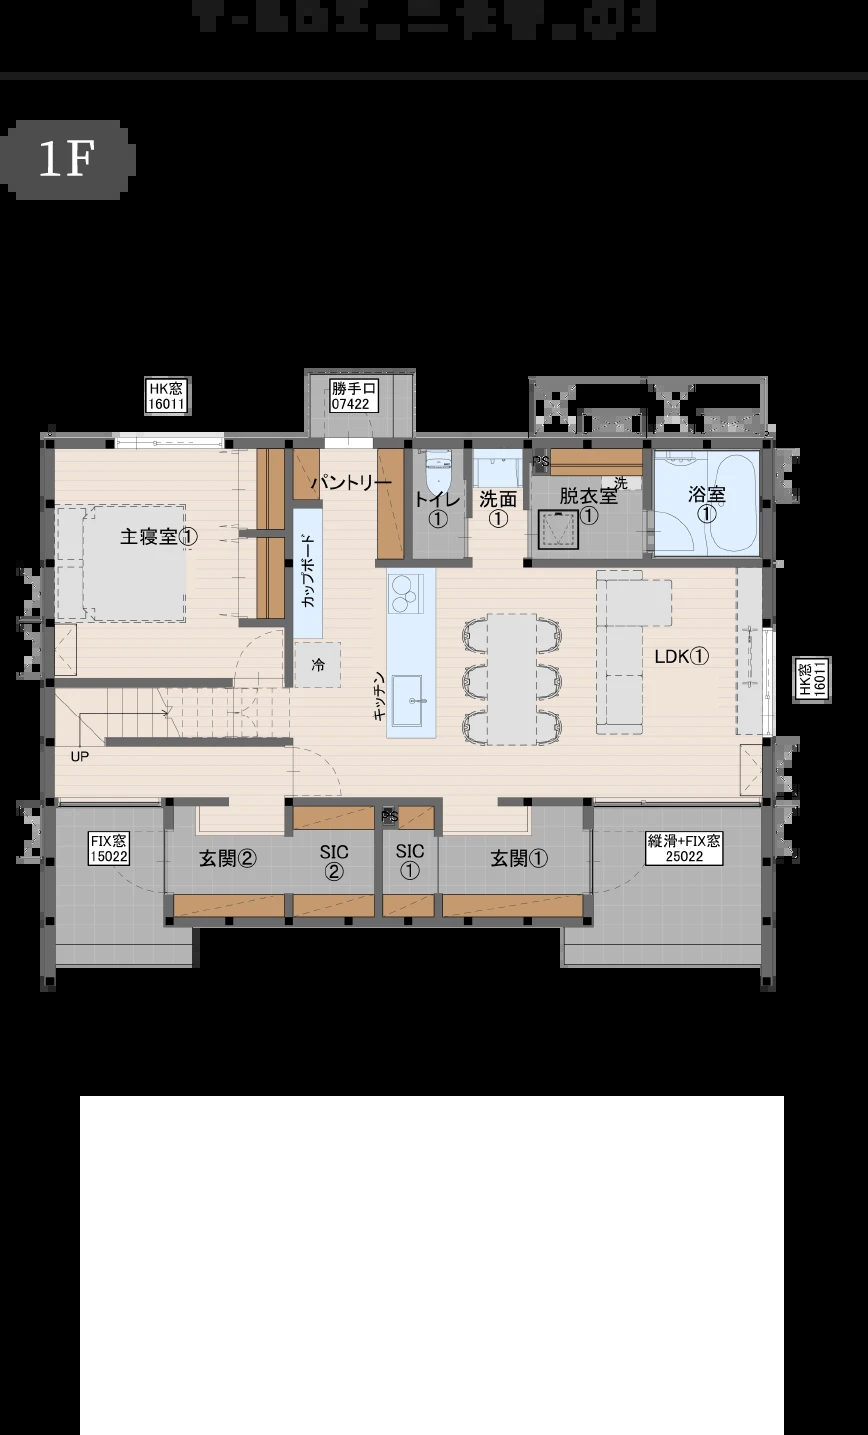 1F
HK窓
16011
勝手口
07422
パントリー
トイレ
①
洗面
①
PS
洗
脱衣室
①
浴室
①
主寝室①
カップボード
冷
キッチン
LDK①
HK窓
16011
UP
FIX窓
15022
玄関②
SIC
②
PS
SIC
①
玄関①
縦滑+FIX窓
25022